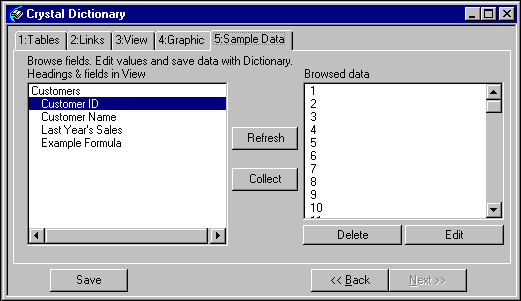 Crystal Dictionary
1:Tables 2:Links 3:View 4:Graphic 5:Sample Data
Browse fields. Edit values and save data with Dictionary.
Headings & fields in View
Browsed data
Customers
Customer ID
Customer Name
Last Year's Sales
Example Formula
Refresh
Collect
1
2
3
4
5
6
7
8
9
10
Delete
Edit
Save
<< Back
Next >>